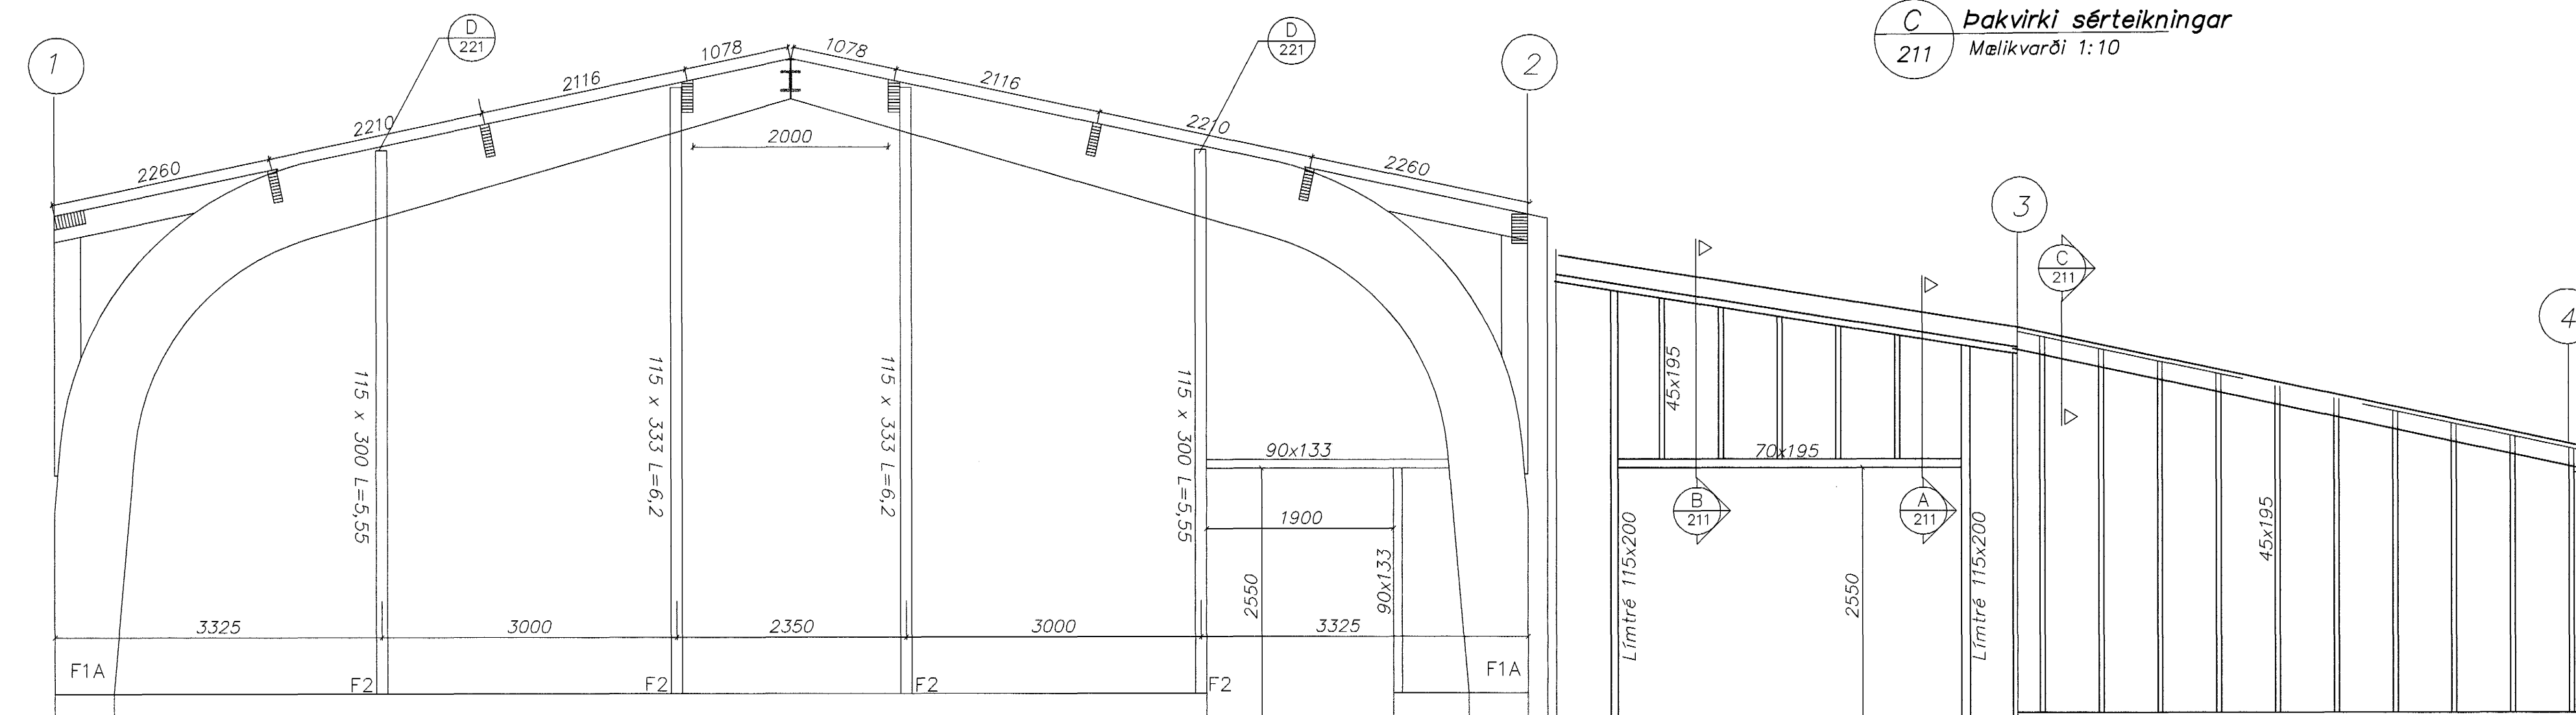 C
211
Þakvirki sérteikningar
Mælikvarði 1:10
1
D
221
D
221
2
3
4
1078
1078
2116
2116
2210
2210
2260
2260
2000
C
211
115 x 300 L=5,55
115 x 333 L=6,2
115 x 333 L=6,2
115 x 300 L=5,55
90x133
1900
2550
90x133
45x195
70x195
B
211
A
211
Límtré 115x200
2550
Límtré 115x200
45x195
3325
3000
2350
3000
3325
F1A
F2
F2
F2
F2
F1A